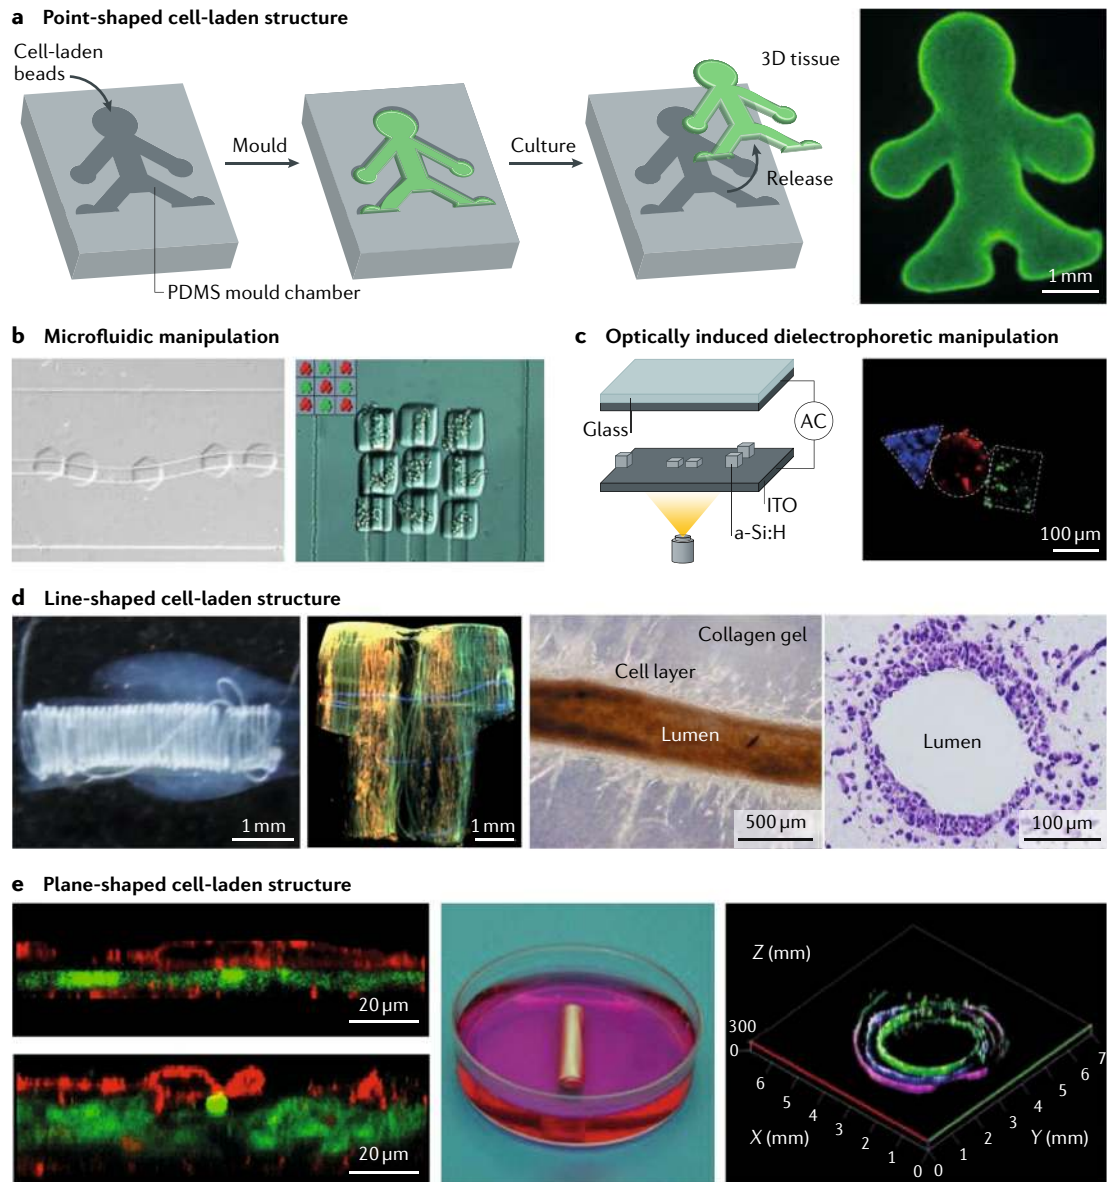 a Point-shaped cell-laden structure
Cell-laden
beads
Mould
Culture
3D tissue
Release
PDMS mould chamber
1 mm
b Microfluidic manipulation
c Optically induced dielectrophoretic manipulation
Glass
AC
ITO
a-Si:H
100 µm
d Line-shaped cell-laden structure
1 mm
1 mm
Collagen gel
Cell layer
Lumen
500 µm
Lumen
100 µm
e Plane-shaped cell-laden structure
20 µm
20 µm
Z (mm)
300
0
6
5
4
3
2
1
0
X (mm)
0
1
2
3
4
5
6
7
Y (mm)